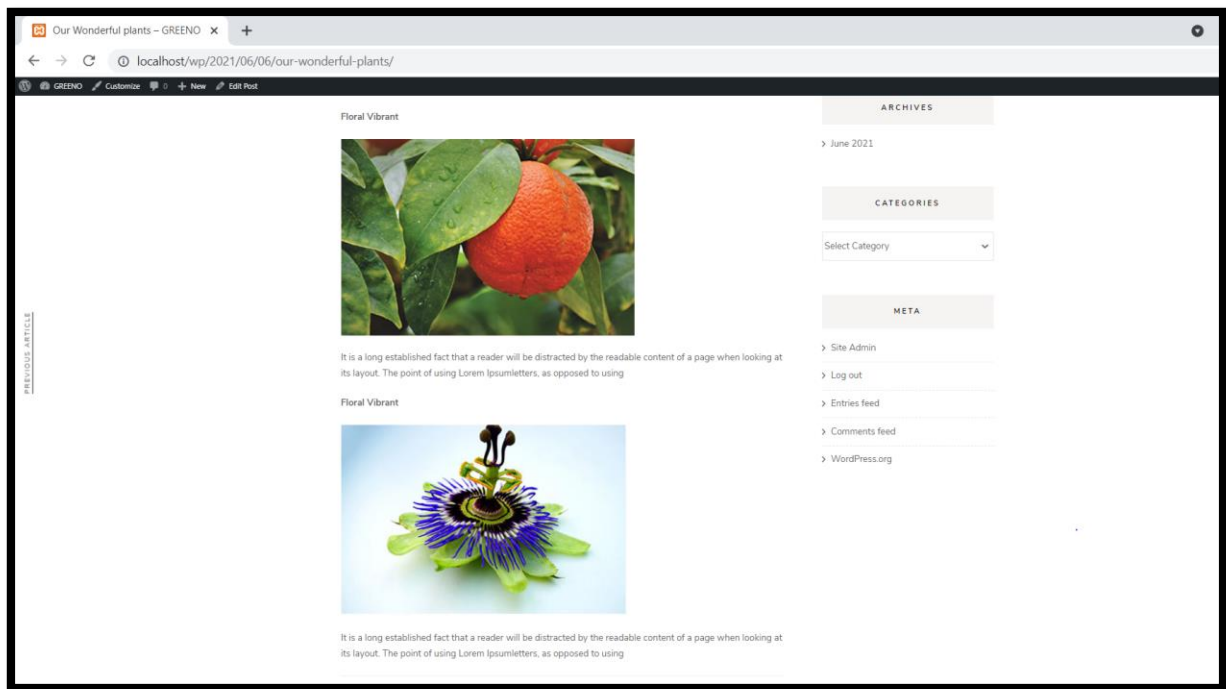 Our Wonderful plants – GREENO
localhost/wp/2021/06/06/our-wonderful-plants/
GREENO Customize 0 New Edit Post
PREVIOUS ARTICLE
Floral Vibrant
It is a long established fact that a reader will be distracted by the readable content of a page when looking at
its layout. The point of using Lorem Ipsumletters, as opposed to using
Floral Vibrant
It is a long established fact that a reader will be distracted by the readable content of a page when looking at
its layout. The point of using Lorem Ipsumletters, as opposed to using
ARCHIVES
June 2021
CATEGORIES
Select Category
META
Site Admin
Log out
Entries feed
Comments feed
WordPress.org